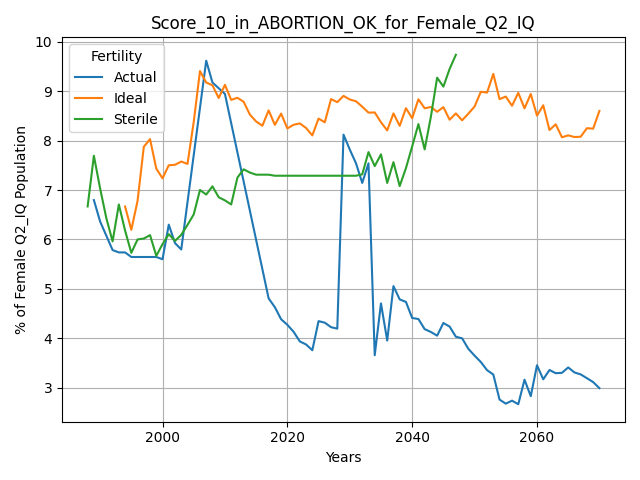 Score_10_in_ABORTION_OK_for_Female_Q2_IQ
% of Female Q2_IQ Population
10
9
8
7
6
5
4
3
Fertility
Actual
Ideal
Sterile
2000
2020
2040
2060
Years